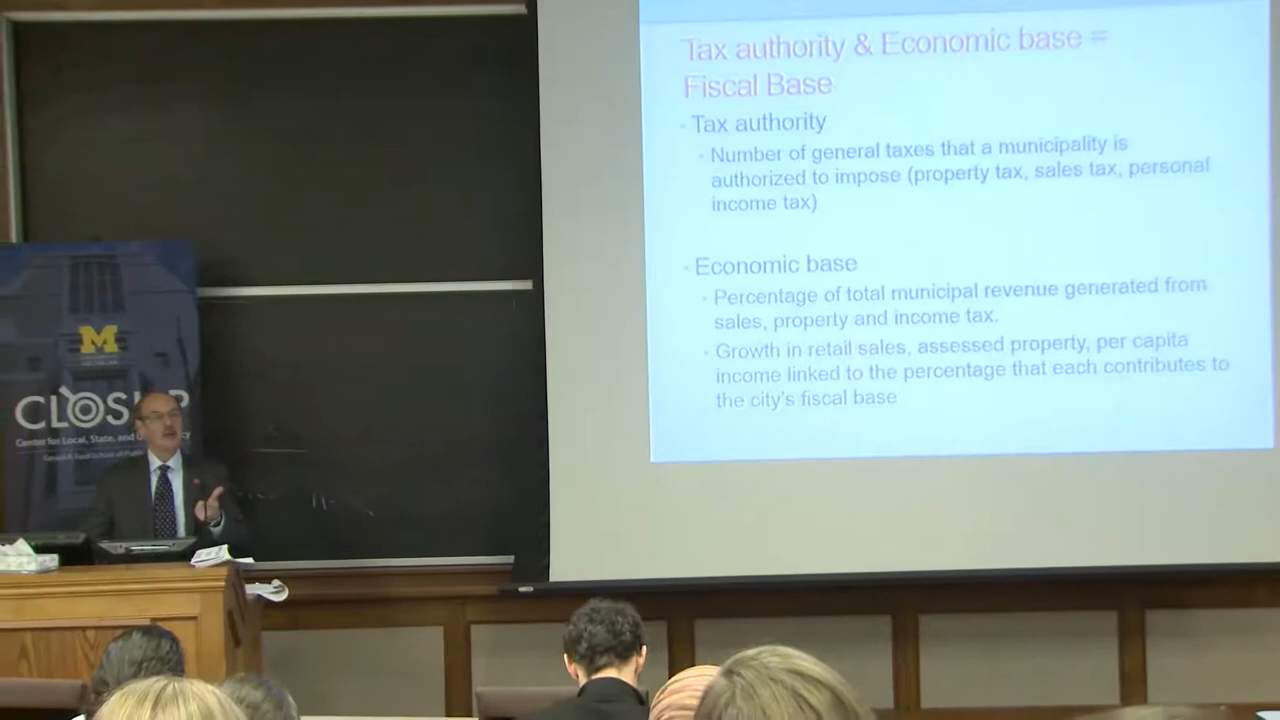 Tax authority & Economic base =
Fiscal Base
Tax authority
Number of general taxes that a municipality is
authorized to impose (property tax, sales tax, personal
income tax)
Economic base
Percentage of total municipal revenue generated from
sales, property and income tax.
Growth in retail sales, assessed property, per capita
income linked to the percentage that each contributes to
the city's fiscal base
M
CLOSUP
Center for Local, State, and